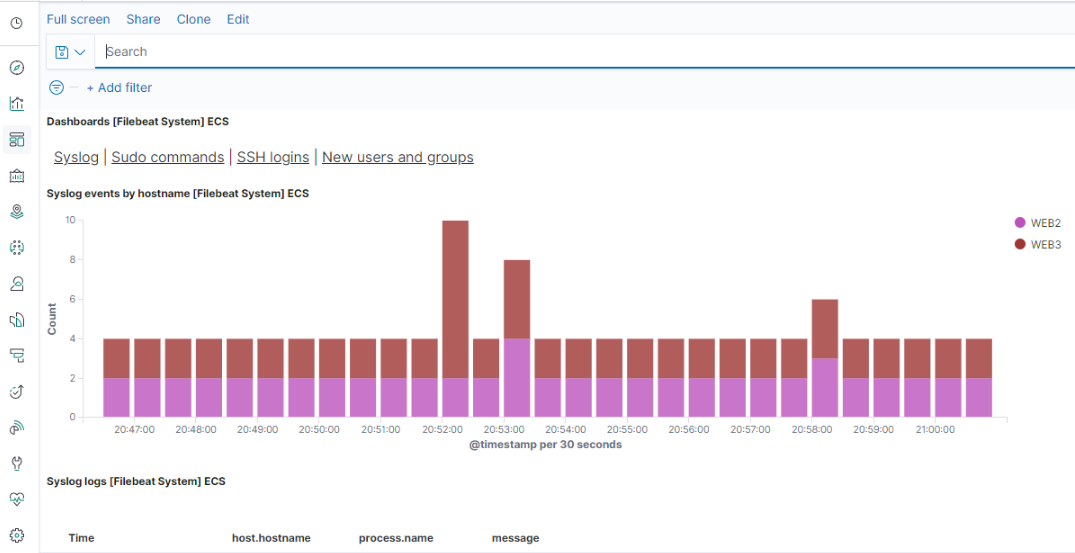 Full screen Share Clone Edit
Search
+ Add filter
Dashboards [Filebeat System] ECS
Syslog | Sudo commands | SSH logins | New users and groups
Syslog events by hostname [Filebeat System] ECS
10
8
6
4
2
0
Count
20:47:00 20:48:00 20:49:00 20:50:00 20:51:00 20:52:00 20:53:00 20:54:00 20:55:00 20:56:00 20:57:00 20:58:00 20:59:00 21:00:00
@timestamp per 30 seconds
WEB2
WEB3
Syslog logs [Filebeat System] ECS
Time host.hostname process.name message